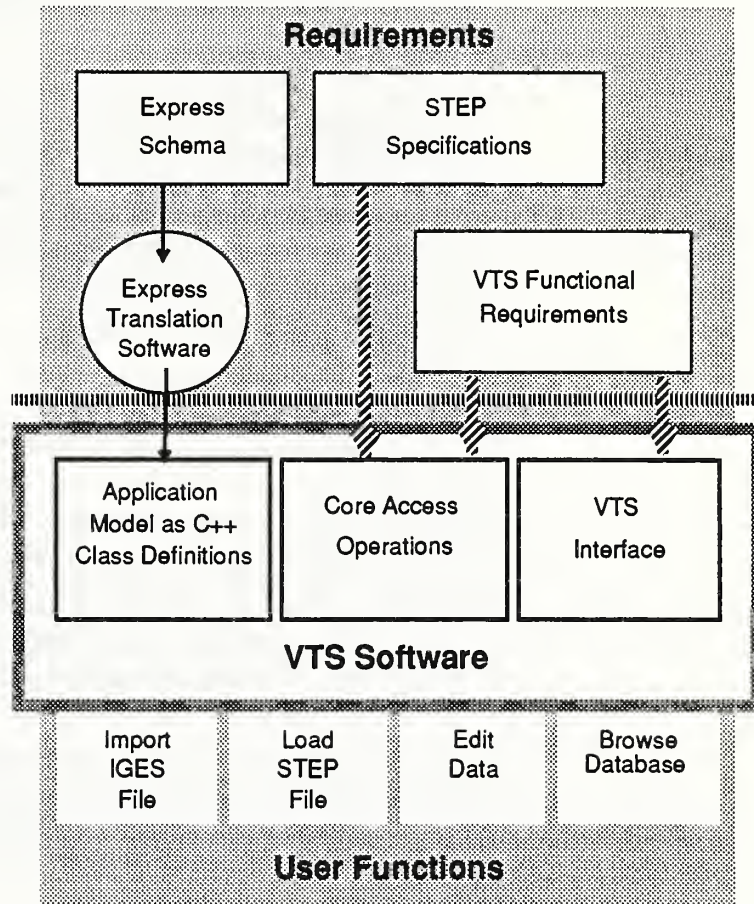 Requirements
Express
Schema
STEP
Specifications
Express
Translation
Software
VTS Functional
Requirements
Application
Model as C++
Class Definitions
Core Access
Operations
VTS
Interface
VTS Software
Import
IGES
File
Load
STEP
File
Edit
Data
Browse
Database
User Functions